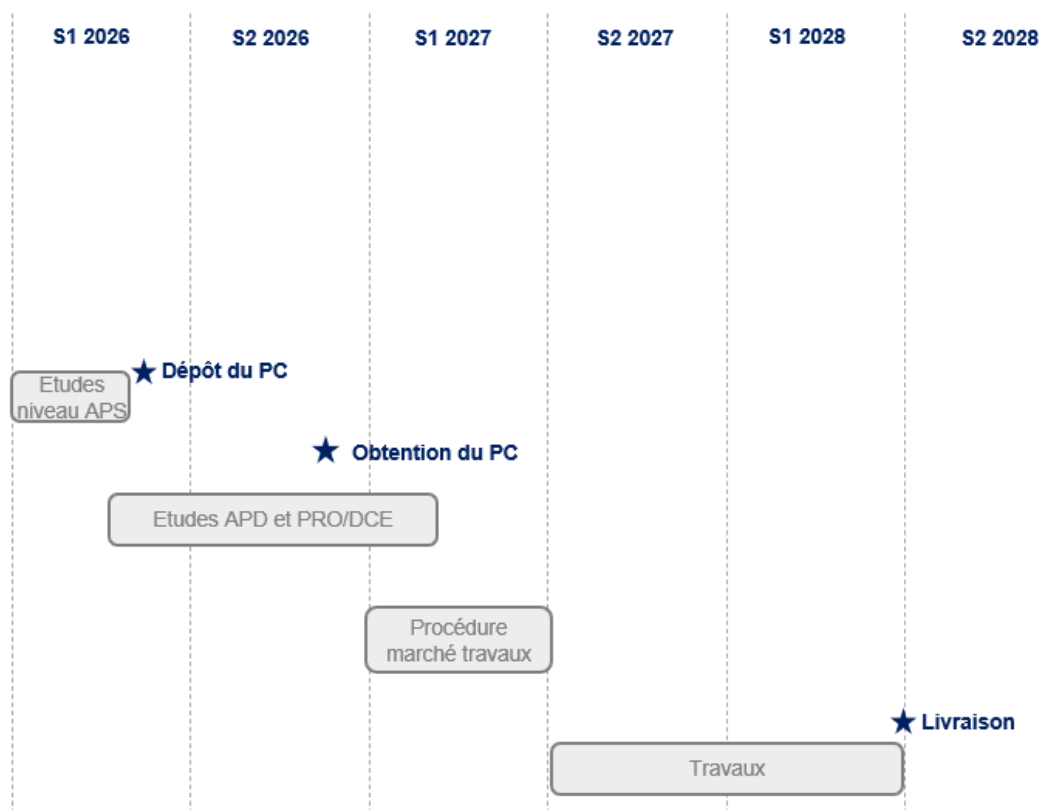 S1 2026
S2 2026
S1 2027
S2 2027
S1 2028
S2 2028
Dépôt du PC
Etudes
niveau APS
Obtention du PC
Etudes APD et PRO/DCE
Procédure
marché travaux
Livraison
Travaux